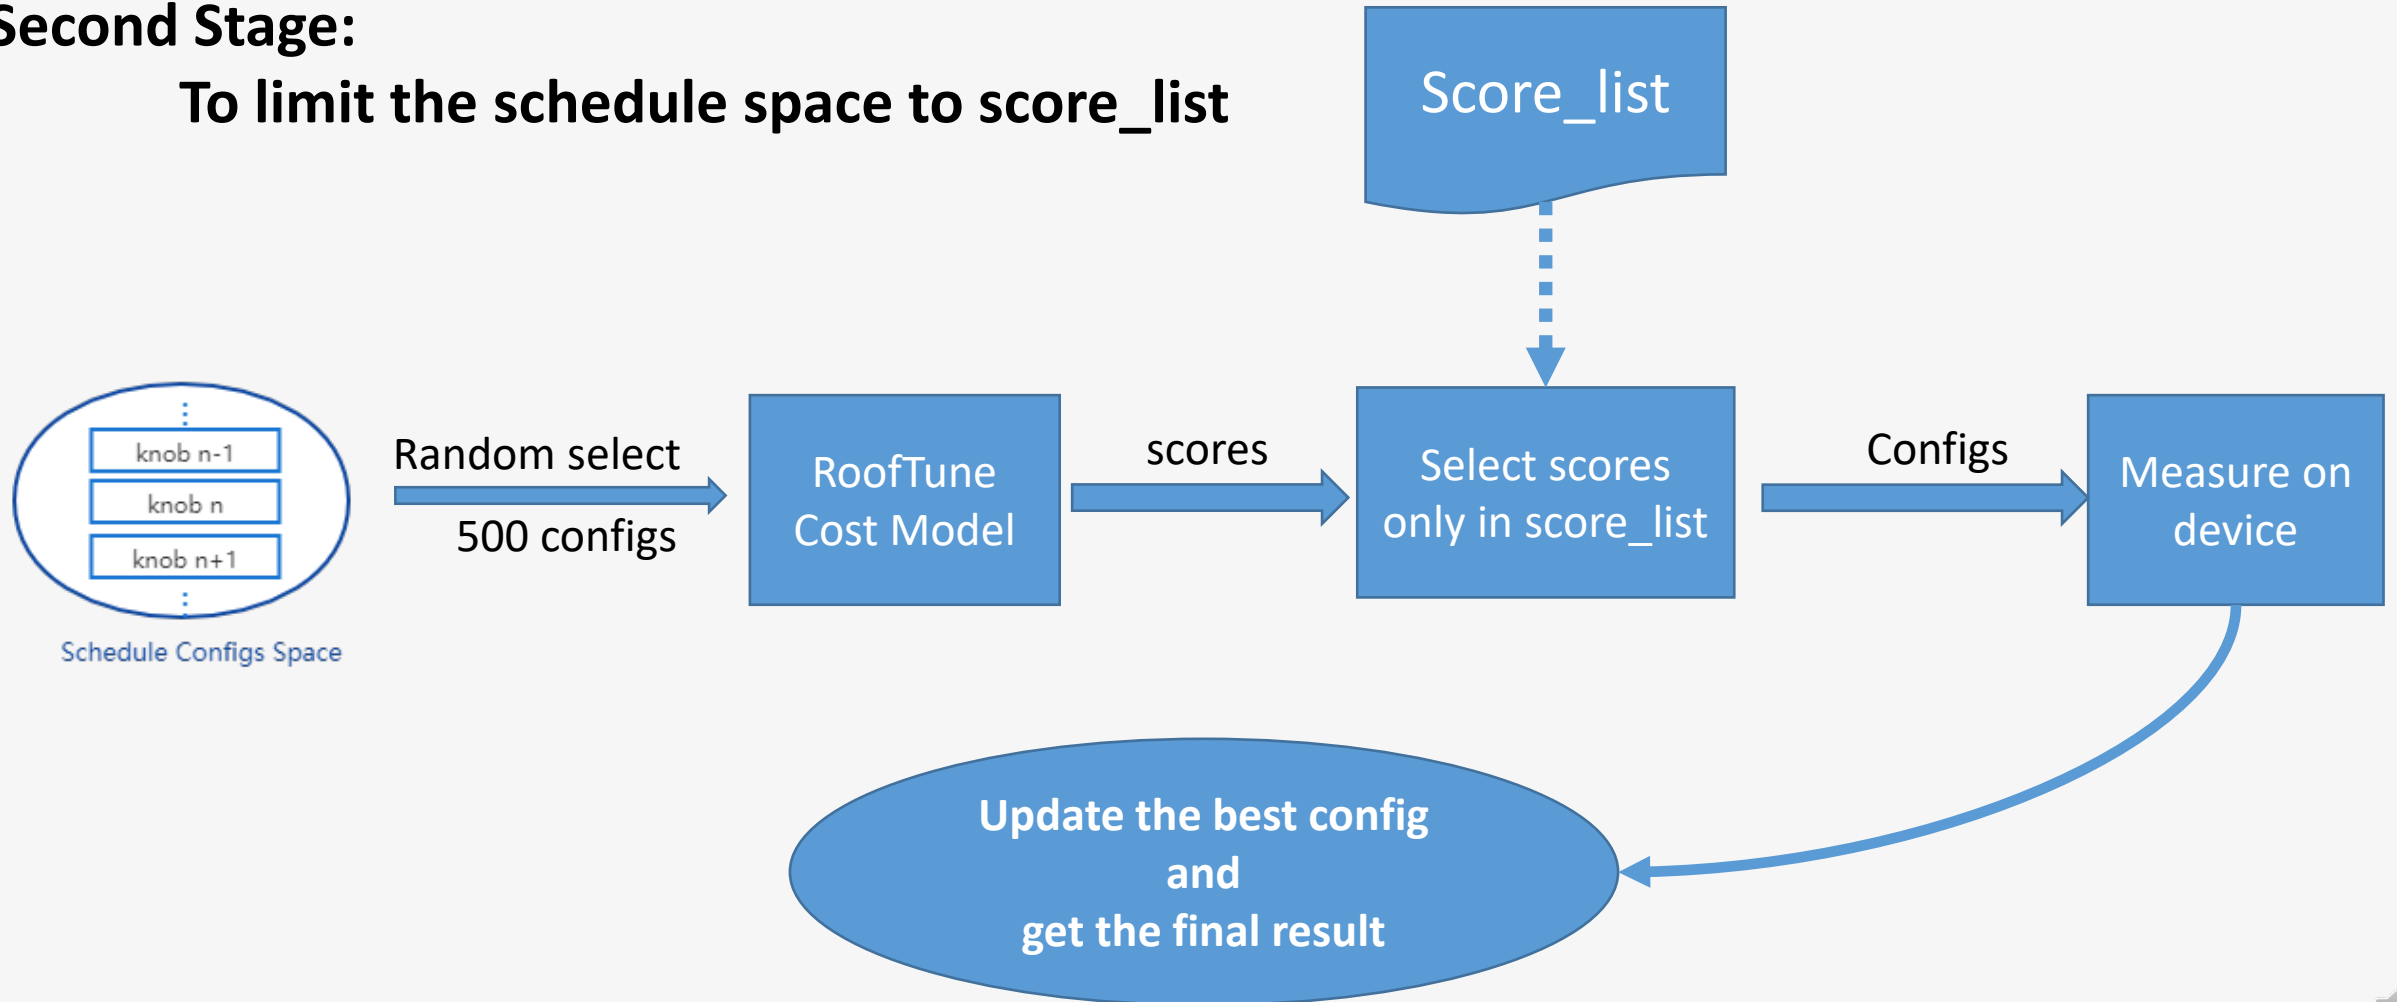 Second Stage:
To limit the schedule space to score_list
Score_list
knob n-1
knob n
knob n+1
Schedule Configs Space
Random select
500 configs
RoofTune
Cost Model
scores
Select scores
only in score_list
Configs
Measure on
device
Update the best config
and
get the final result